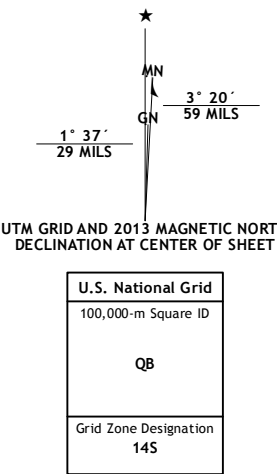 ★
MN
GN
3° 20´
59 MILS
1° 37´
29 MILS
UTM GRID AND 2013 MAGNETIC NORT
DECLINATION AT CENTER OF SHEET
U.S. National Grid
100,000-m Square ID
QB
Grid Zone Designation
14S